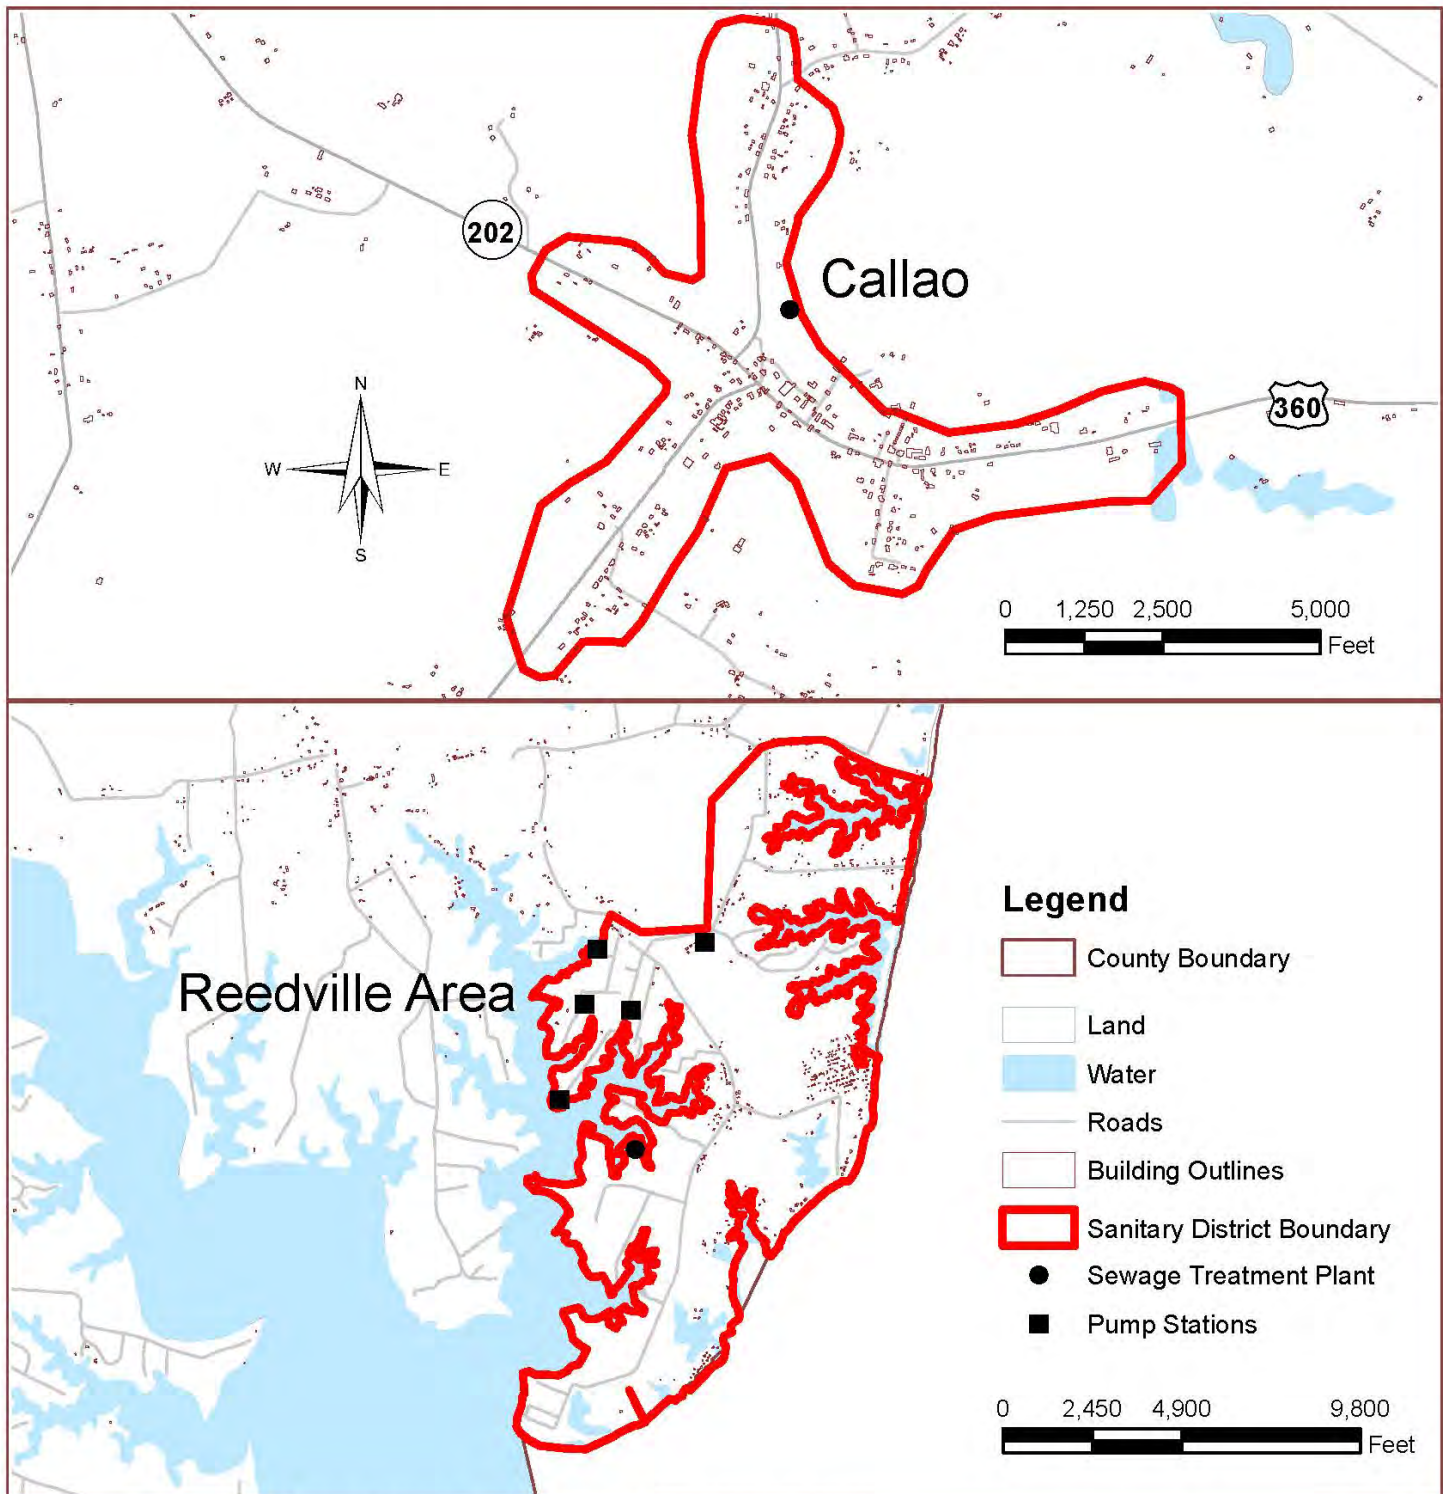 202
Callao
360
N
W E
S
0 1,250 2,500 5,000
Feet
Reedville Area
Legend
County Boundary
Land
Water
Roads
Building Outlines
Sanitary District Boundary
Sewage Treatment Plant
Pump Stations
0 2,450 4,900 9,800
Feet